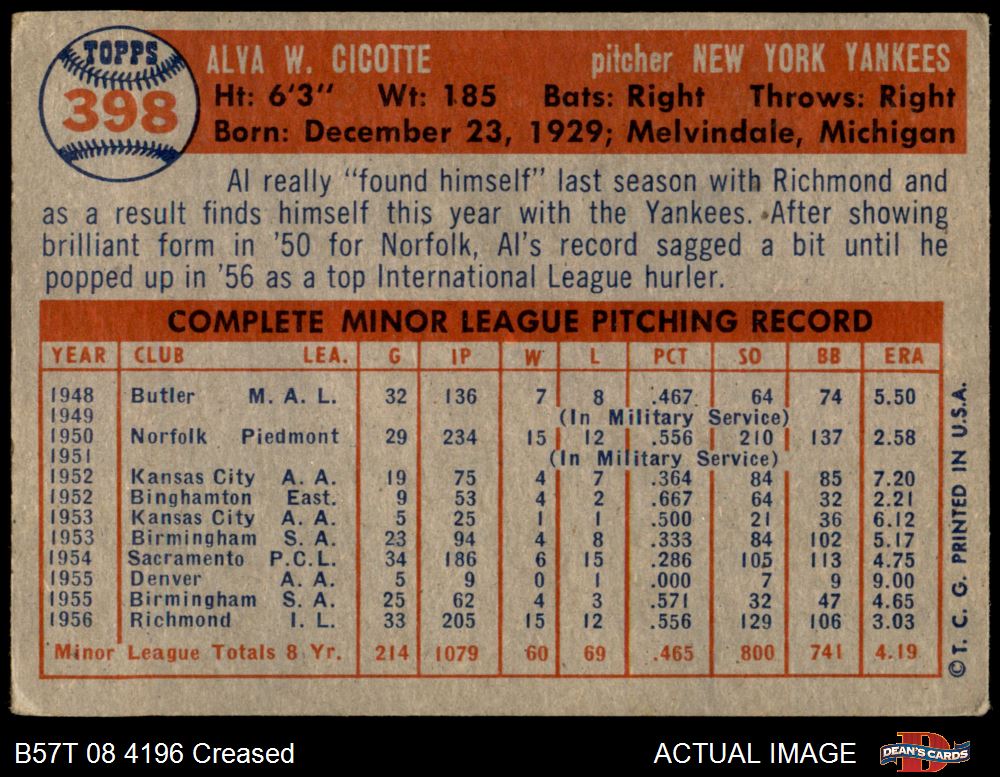 TOPPS
398
ALVA W. CICOTTE pitcher NEW YORK YANKEES
Ht: 6'3" Wt: 185 Bats: Right Throws: Right
Born: December 23, 1929; Melvindale, Michigan
Al really "found himself" last season with Richmond and
as a result finds himself this year with the Yankees. After showing
brilliant form in '50 for Norfolk, Al's record sagged a bit until he
popped up in '56 as a top International League hurler.
COMPLETE MINOR LEAGUE PITCHING RECORD
YEAR CLUB LEA. G IP W L PCT SO BB ERA
1948 Butler M. A. L. 32 136 7 8 .467 64 74 5.50
1949 (In Military Service)
1950 Norfolk Piedmont 29 234 15 12 .556 210 137 2.58
1951 (In Military Service)
1952 Kansas City A. A. 19 75 4 7 .364 84 85 7.20
1952 Binghamton East. 9 53 4 2 .667 64 32 2.21
1953 Kansas City A. A. 5 25 1 1 .500 21 36 6.12
1953 Birmingham S. A. 23 94 4 8 .333 84 102 5.17
1954 Sacramento P.C.L. 34 186 6 15 .286 105 113 4.75
1955 Denver A. A. 5 9 0 1 .000 7 9 9.00
1955 Birmingham S. A. 25 62 4 3 .571 32 47 4.65
1956 Richmond I. L. 33 205 15 12 .556 129 106 3.03
Minor League Totals 8 Yr. 214 1079 60 69 .465 800 741 4.19
© T. C. G. PRINTED IN U.S.A.
B57T 08 4196 Creased ACTUAL IMAGE
DEAN'S CARDS